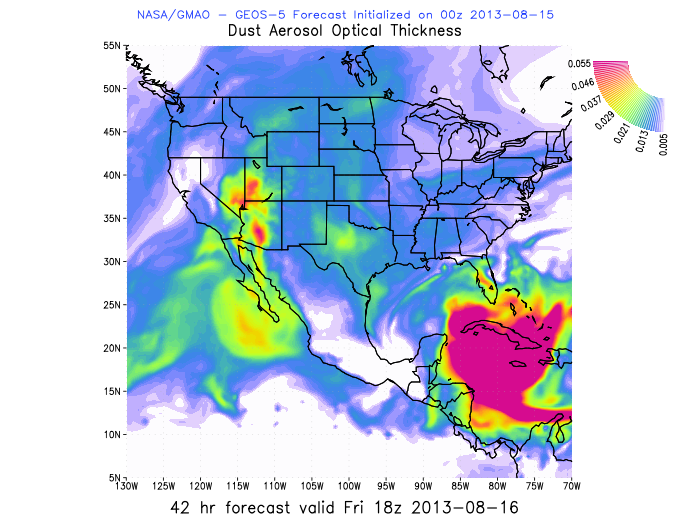 NASA/GMAO - GEOS-5 Forecast Initialized on 00z 2013-08-15
Dust Aerosol Optical Thickness
55N
50N
45N
40N
35N
30N
25N
20N
15N
10N
5N
130W 125W 120W 115W 110W 105W 100W 95W 90W 85W 80W 75W 70W
0.055
0.046
0.037
0.029
0.021
0.013
0.005
42 hr forecast valid Fri 18z 2013-08-16